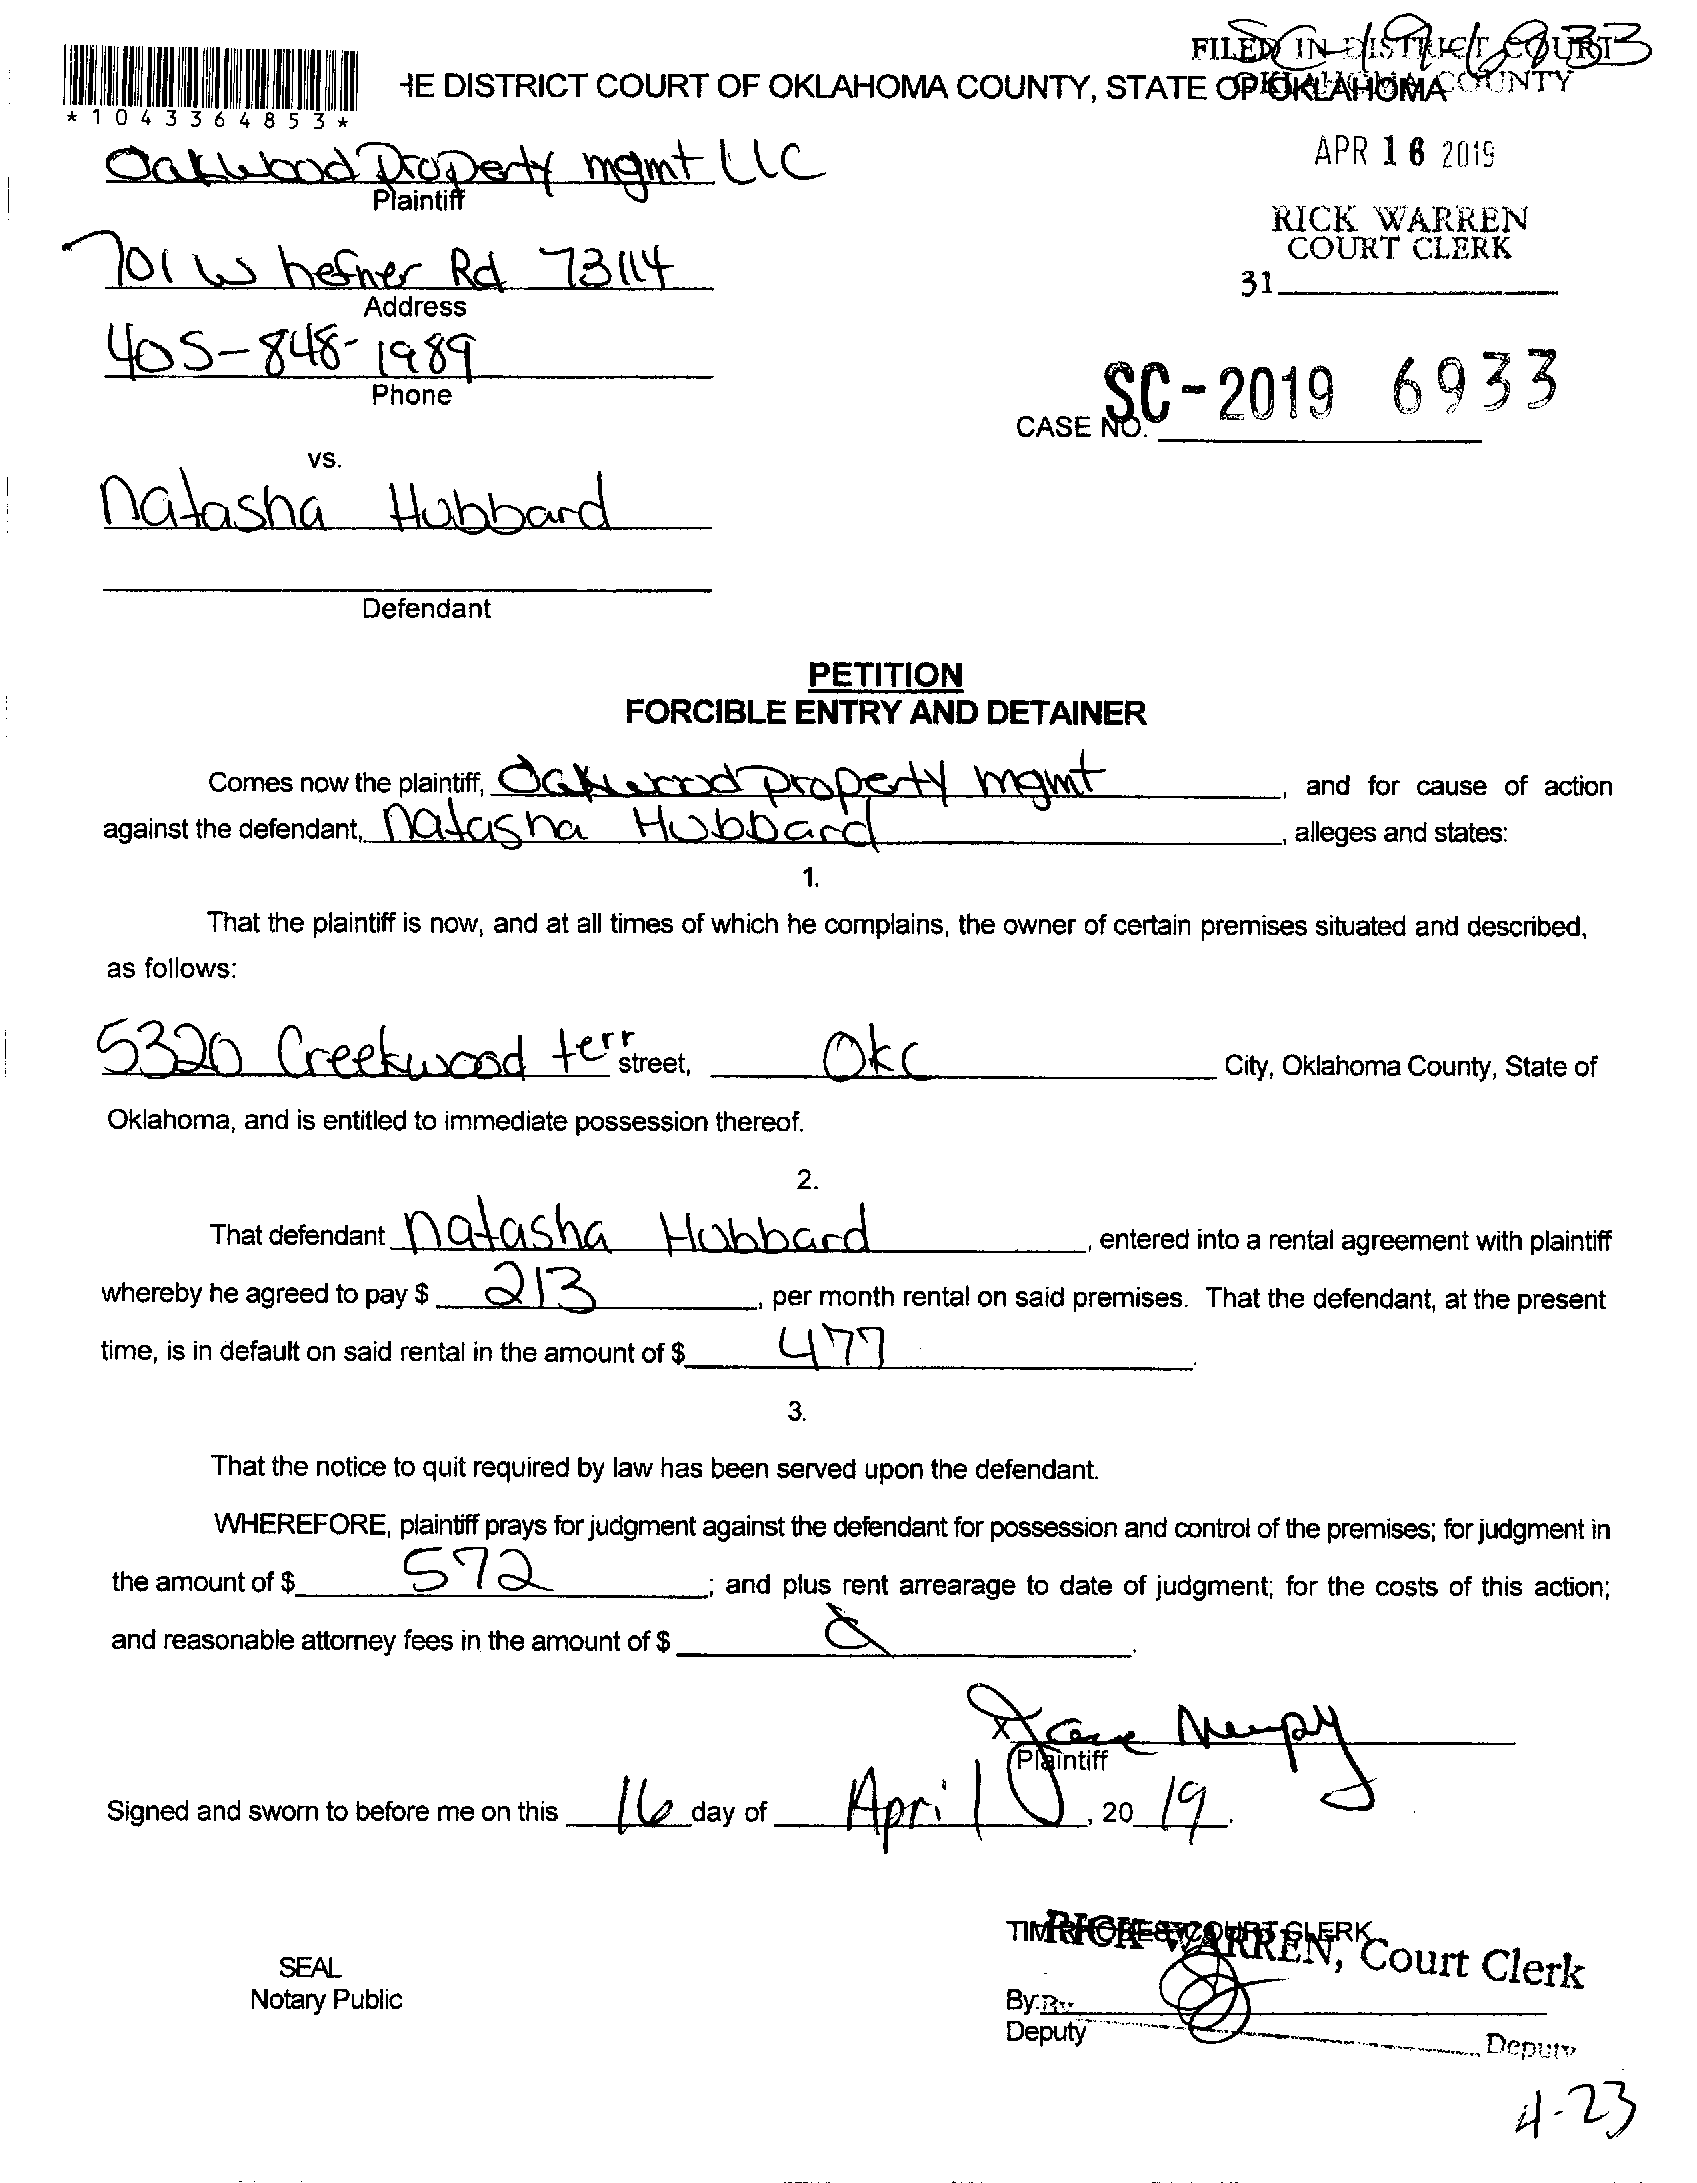 SC-19-6933
FILED IN DISTRICT COURT
OKLAHOMA COUNTY
HE DISTRICT COURT OF OKLAHOMA COUNTY, STATE OF OKLAHOMA
*1043364853*
APR 16 2019
Oakwood Property mgmt LLC
Plaintiff
RICK WARREN
COURT CLERK
31
701 W hefner Rd 73114
Address
405-848-1989
Phone
SC-2019 6933
CASE NO.
vs.
Natasha Hubbard
Defendant
PETITION
FORCIBLE ENTRY AND DETAINER
Comes now the plaintiff, Oakwood Property mgmt, and for cause of action
against the defendant, Natasha Hubbard, alleges and states:
1.
That the plaintiff is now, and at all times of which he complains, the owner of certain premises situated and described,
as follows:
5320 Creekwood terr street, OKC City, Oklahoma County, State of
Oklahoma, and is entitled to immediate possession thereof.
2.
That defendant Natasha Hubbard, entered into a rental agreement with plaintiff
whereby he agreed to pay $ 213, per month rental on said premises. That the defendant, at the present
time, is in default on said rental in the amount of $ 477.
3.
That the notice to quit required by law has been served upon the defendant.
WHEREFORE, plaintiff prays for judgment against the defendant for possession and control of the premises; for judgment in
the amount of $ 572; and plus rent arrearage to date of judgment; for the costs of this action;
and reasonable attorney fees in the amount of $
x
Plaintiff
Signed and sworn to before me on this 16 day of April, 20 19.
RICK WARREN, Court Clerk
COURT CLERK
SEAL
Notary Public
By: By
Deputy
Deputy
4-23